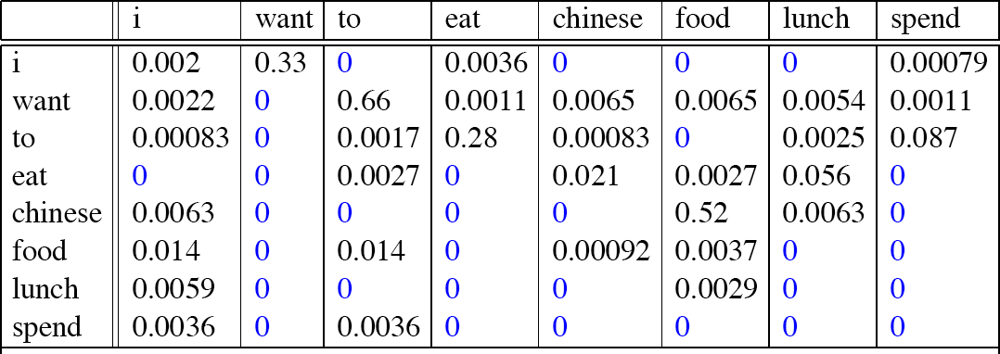 i want to eat chinese food lunch spend
i 0.002 0.33 0 0.0036 0 0 0 0.00079
want 0.0022 0 0.66 0.0011 0.0065 0.0065 0.0054 0.0011
to 0.00083 0 0.0017 0.28 0.00083 0 0.0025 0.087
eat 0 0 0.0027 0 0.021 0.0027 0.056 0
chinese 0.0063 0 0 0 0 0.52 0.0063 0
food 0.014 0 0.014 0 0.00092 0.0037 0 0
lunch 0.0059 0 0 0 0 0.0029 0 0
spend 0.0036 0 0.0036 0 0 0 0 0